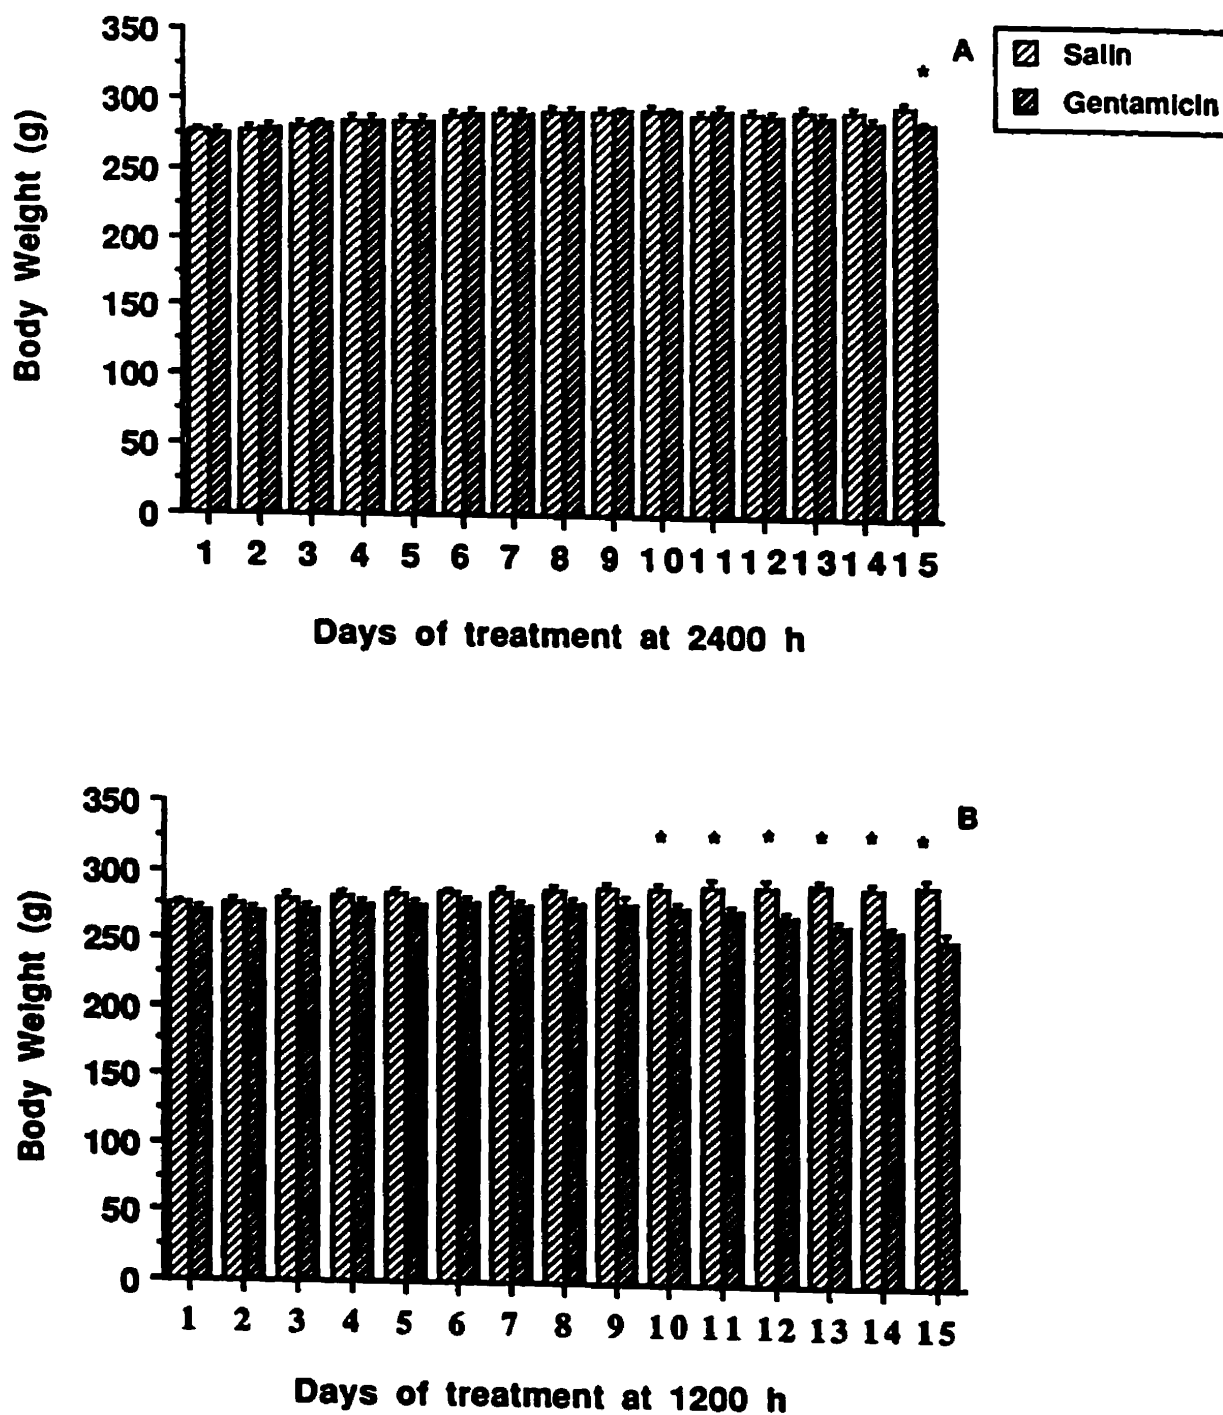 350
300
250
200
150
100
50
0
Body Weight (g)
*
A
Salin
Gentamicin
1 2 3 4 5 6 7 8 9 10 11 12 13 14 15
Days of treatment at 2400 h
350
300
250
200
150
100
50
0
Body Weight (g)
* * * * * *
B
1 2 3 4 5 6 7 8 9 10 11 12 13 14 15
Days of treatment at 1200 h